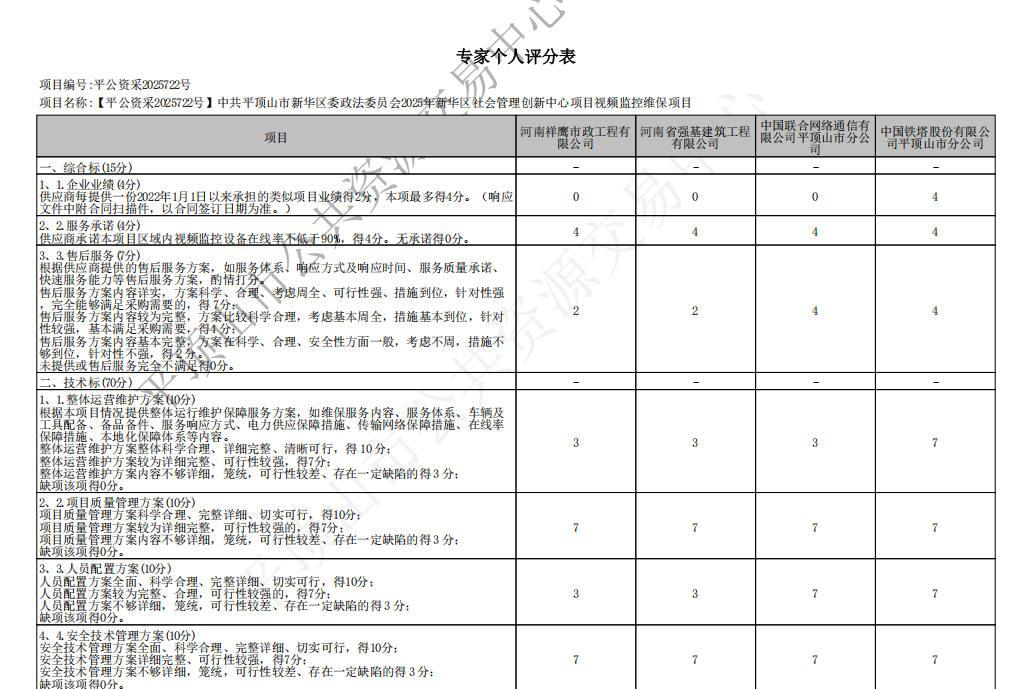 专家个人评分表
项目编号:平公资采2025722号
项目名称:【平公资采2025722号】中共平顶山市新华区委政法委员会2025年新华区社会管理创新中心项目视频监控维保项目
项目
河南祥鹰市政工程有
限公司
河南省强基建筑工程
有限公司
中国联合网络通信有
限公司平顶山市分公
司
中国铁塔股份有限公
司平顶山市分公司
一、综合标(15分) - - - -
1、1.企业业绩(4分)
供应商每提供一份2022年1月1日以来承担的类似项目业绩得2分，本项最多得4分。（响应
文件中附合同扫描件，以合同签订日期为准。）
0 0 0 4
2、2.服务承诺(4分)
供应商承诺本项目区域内视频监控设备在线率不低于90%，得4分。无承诺得0分。
4 4 4 4
3、3.售后服务(7分)
根据供应商提供的售后服务方案，如服务体系、响应方式及响应时间、服务质量承诺、
快速服务能力等售后服务方案，酌情打分。
售后服务方案内容详实，方案科学、合理、考虑周全、可行性强、措施到位，针对性强
，完全能够满足采购需要的，得 7分；
售后服务方案内容较为完整，方案比较科学合理，考虑基本周全，措施基本到位，针对
性较强，基本满足采购需要，得4 分；
售后服务方案内容基本完整，方案在科学、合理、安全性方面一般，考虑不周，措施不
够到位，针对性不强，得 2 分。
未提供或售后服务完全不满足得0分。
2 2 4 4
二、技术标(70分) - - - -
1、1.整体运营维护方案(10分)
根据本项目情况提供整体运行维护保障服务方案，如维保服务内容、服务体系、车辆及
工具配备、备品备件、服务响应方式、电力供应保障措施、传输网络保障措施、在线率
保障措施、本地化保障体系等内容。
整体运营维护方案整体科学合理、详细完整、清晰可行，得 10 分；
整体运营维护方案较为详细完整、可行性较强，得7分；
整体运营维护方案内容不够详细，笼统，可行性较差、存在一定缺陷的得 3 分；
缺项该项得0分。
3 3 3 7
2、2.项目质量管理方案(10分)
项目质量管理方案科学合理、完整详细、切实可行，得10分；
项目质量管理方案较为详细完整，可行性较强的，得7分；
项目质量管理方案内容不够详细，笼统，可行性较差、存在一定缺陷的得 3 分；
缺项该项得0分。
7 7 7 7
3、3.人员配置方案(10分)
人员配置方案全面、科学合理、完整详细、切实可行，得10分；
人员配置方案较为完整、合理，可行性较强的，得7分；
人员配置方案不够详细，笼统，可行性较差、存在一定缺陷的得 3 分；
缺项该项得0分。
3 3 7 7
4、4.安全技术管理方案(10分)
安全技术管理方案全面、科学合理、完整详细、切实可行，得10分；
安全技术管理方案详细完整、可行性较强，得7分；
安全技术管理方案不够详细，笼统，可行性较差、存在一定缺陷的得 3 分；
缺项该项得0分。
7 7 7 7
平顶山市公共资源交易中心
平顶山市公共资源交易中心